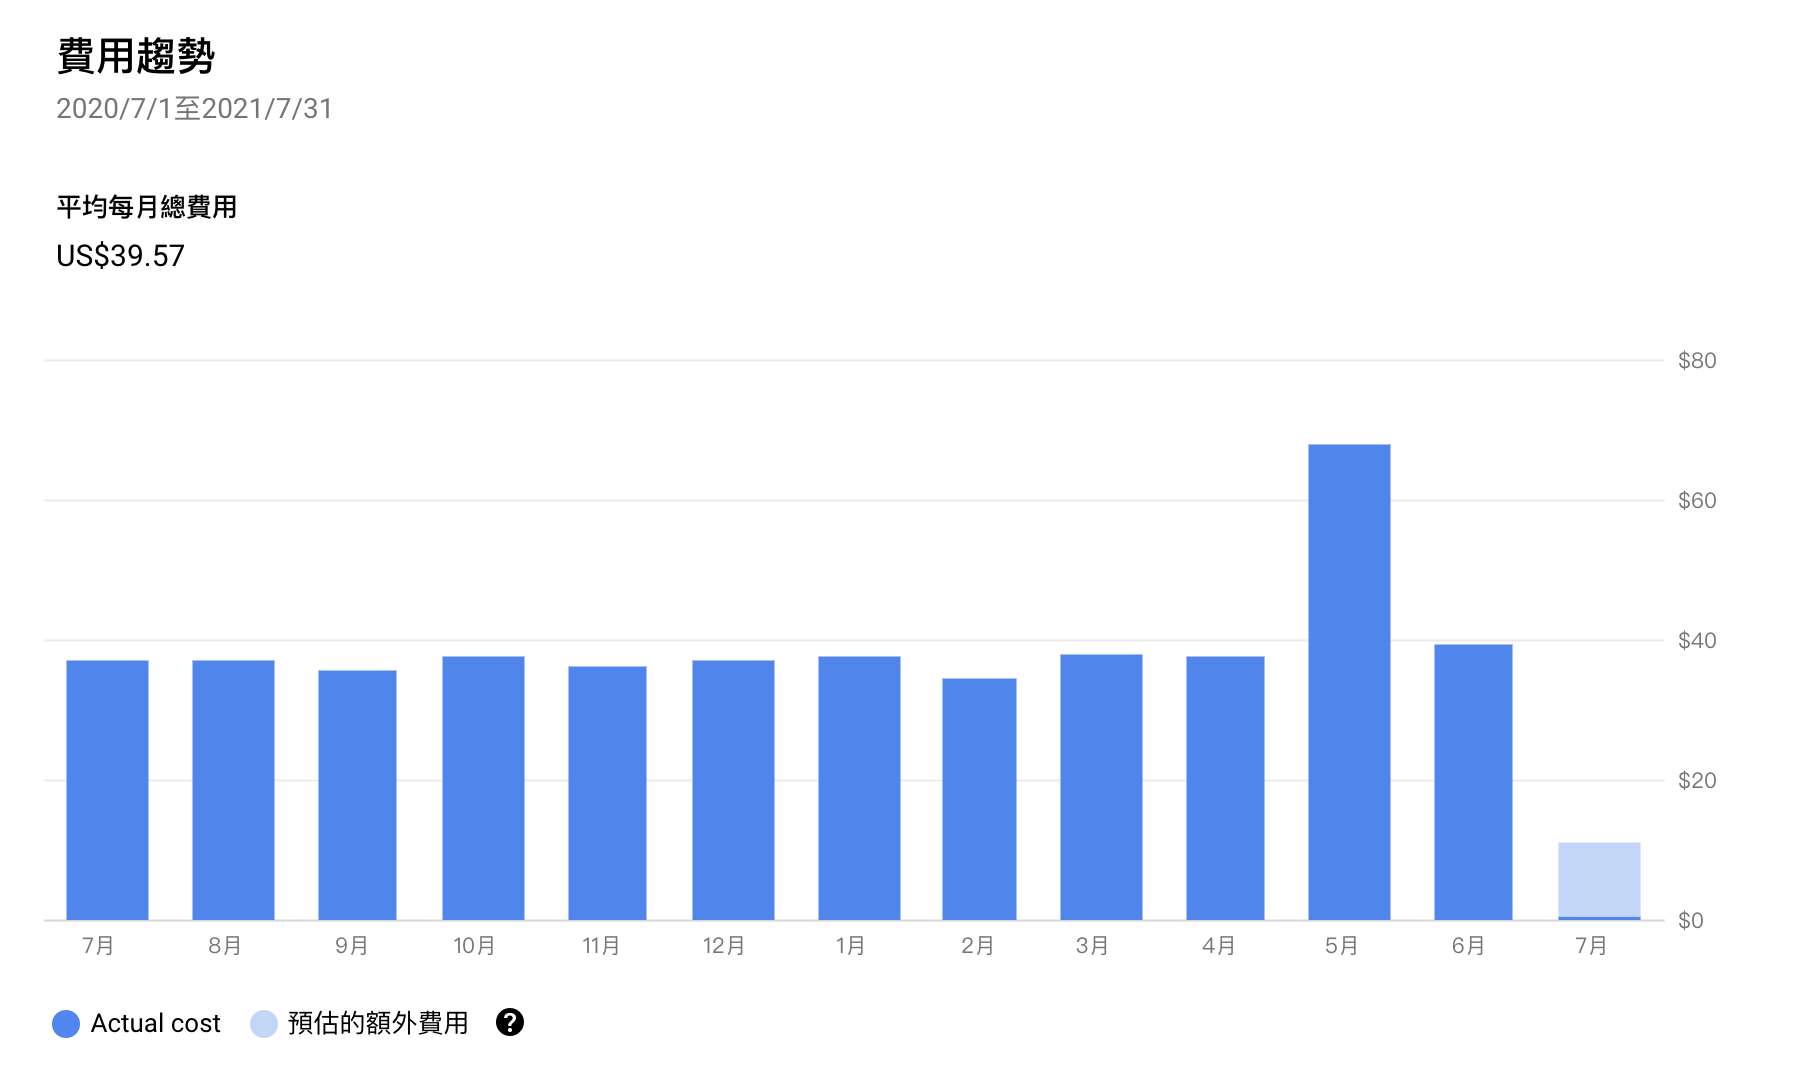 費用趨勢
2020/7/1至2021/7/31
平均每月總費用
US$39.57
$80
$60
$40
$20
$0
7月 8月 9月 10月 11月 12月 1月 2月 3月 4月 5月 6月 7月
Actual cost 預估的額外費用 ?